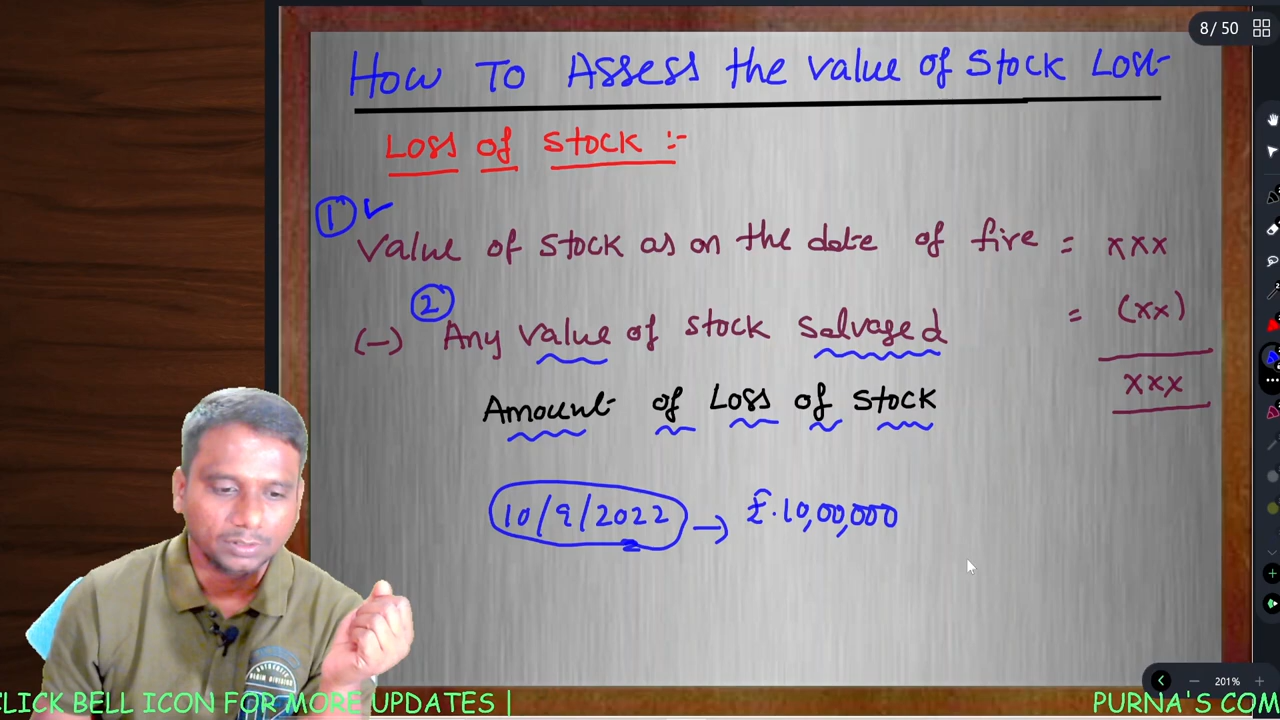 8 / 50
How To Assess the value of Stock Lost
Loss of stock :-
① ✓
Value of stock as on the date of fire = xxx
②
(-) Any value of stock salvaged = (xx)
xxx
Amount of Loss of stock
10/9/2022 → £.10,00,000
201%
CLICK BELL ICON FOR MORE UPDATES | PURNA'S COM